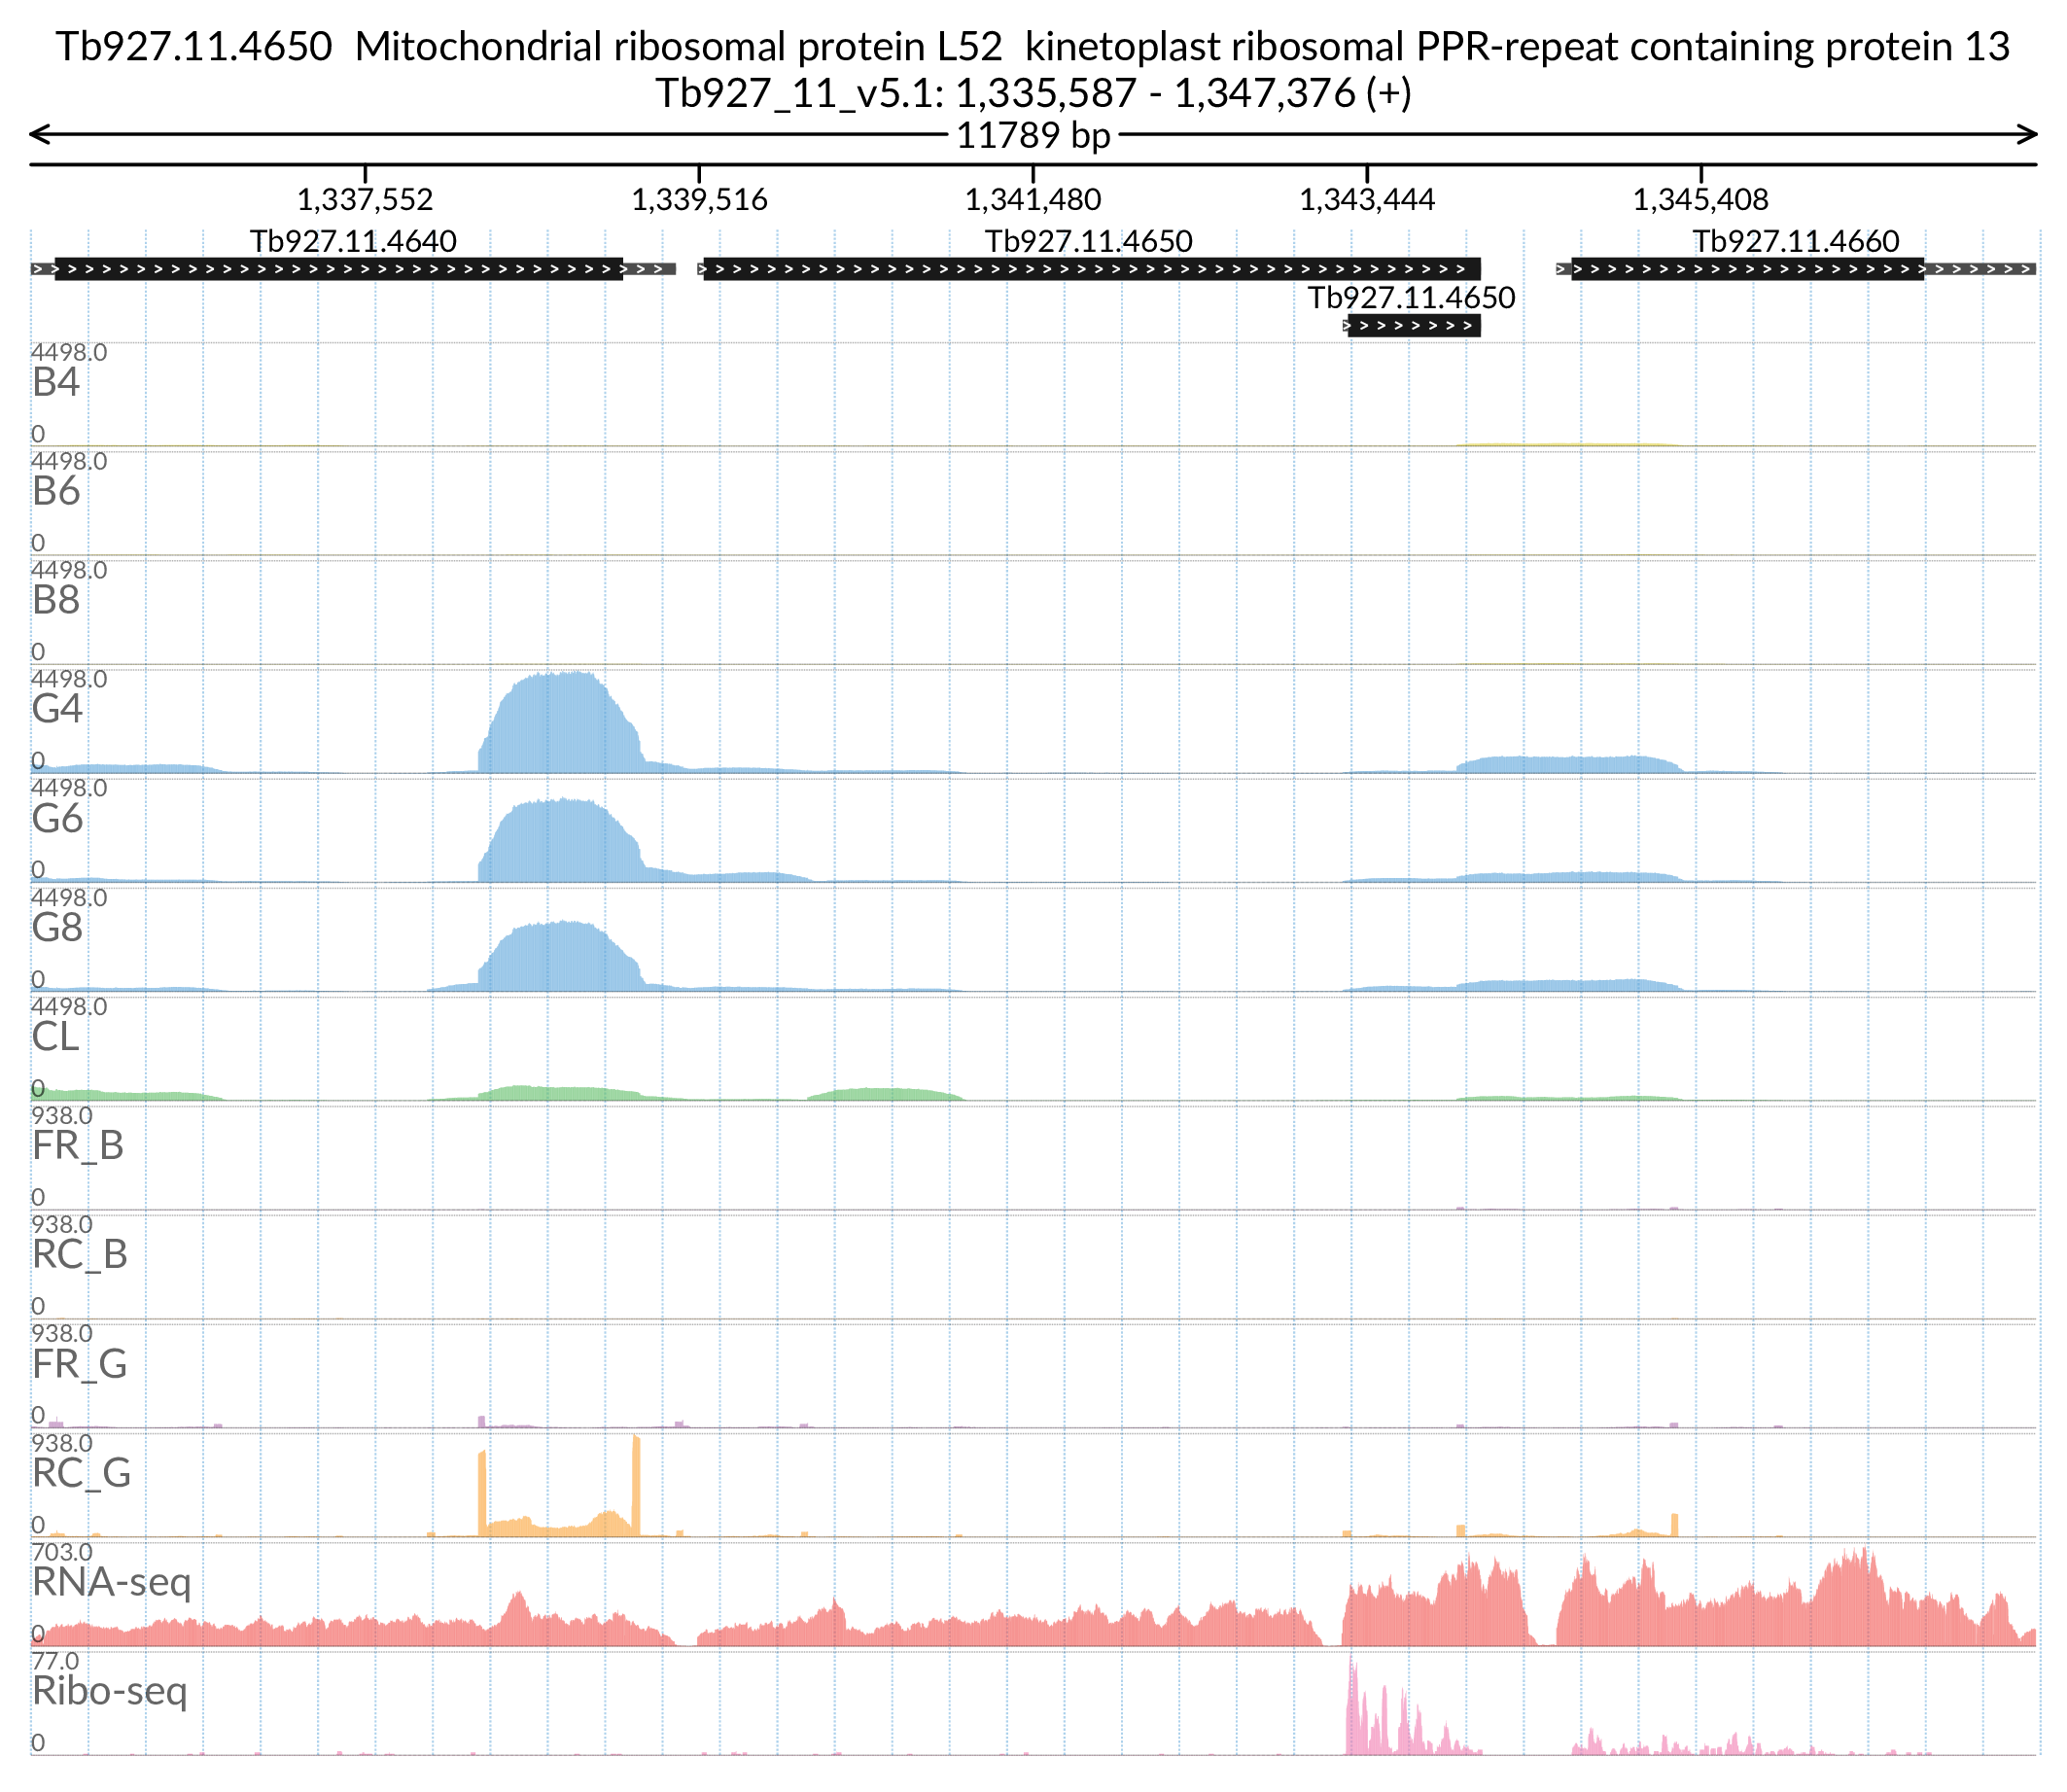 Tb927.11.4650 Mitochondrial ribosomal protein L52 kinetoplast ribosomal PPR-repeat containing protein 13
Tb927_11_v5.1: 1,335,587 - 1,347,376 (+)
11789 bp
1,337,552 1,339,516 1,341,480 1,343,444 1,345,408
Tb927.11.4640 Tb927.11.4650 Tb927.11.4660
Tb927.11.4650
4498.0
B4
0
4498.0
B6
0
4498.0
B8
0
4498.0
G4
0
4498.0
G6
0
4498.0
G8
0
4498.0
CL
0
938.0
FR_B
0
938.0
RC_B
0
938.0
FR_G
0
938.0
RC_G
0
703.0
RNA-seq
0
77.0
Ribo-seq
0